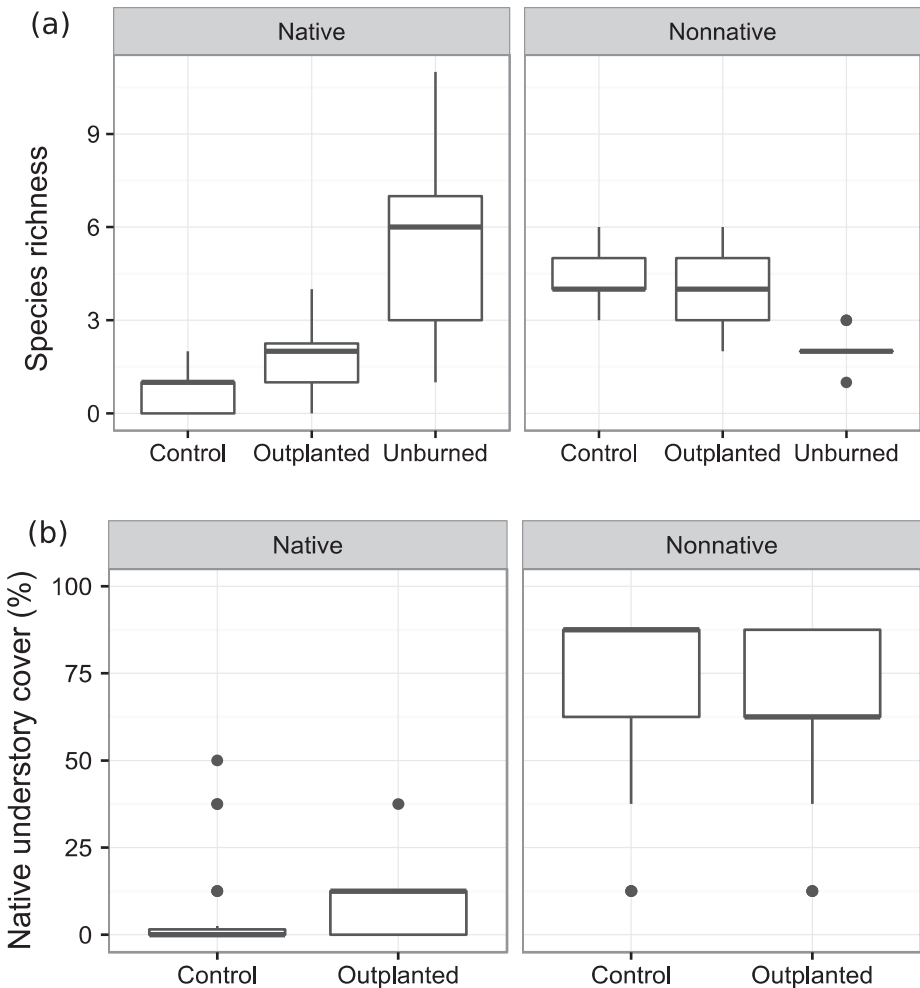 (a)
Native
Nonnative
Species richness
9
6
3
0
Control Outplanted Unburned
Control Outplanted Unburned
(b)
Native
Nonnative
Native understory cover (%)
100
75
50
25
0
Control Outplanted
Control Outplanted